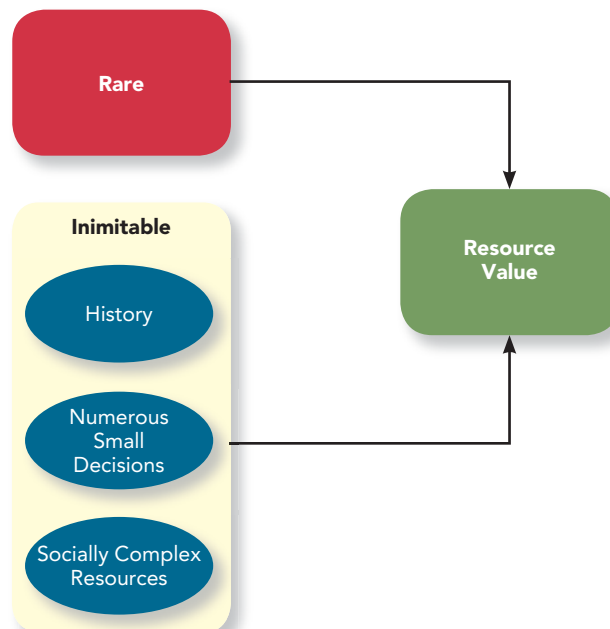 Rare
Inimitable
History
Numerous
Small
Decisions
Socially Complex
Resources
Resource
Value